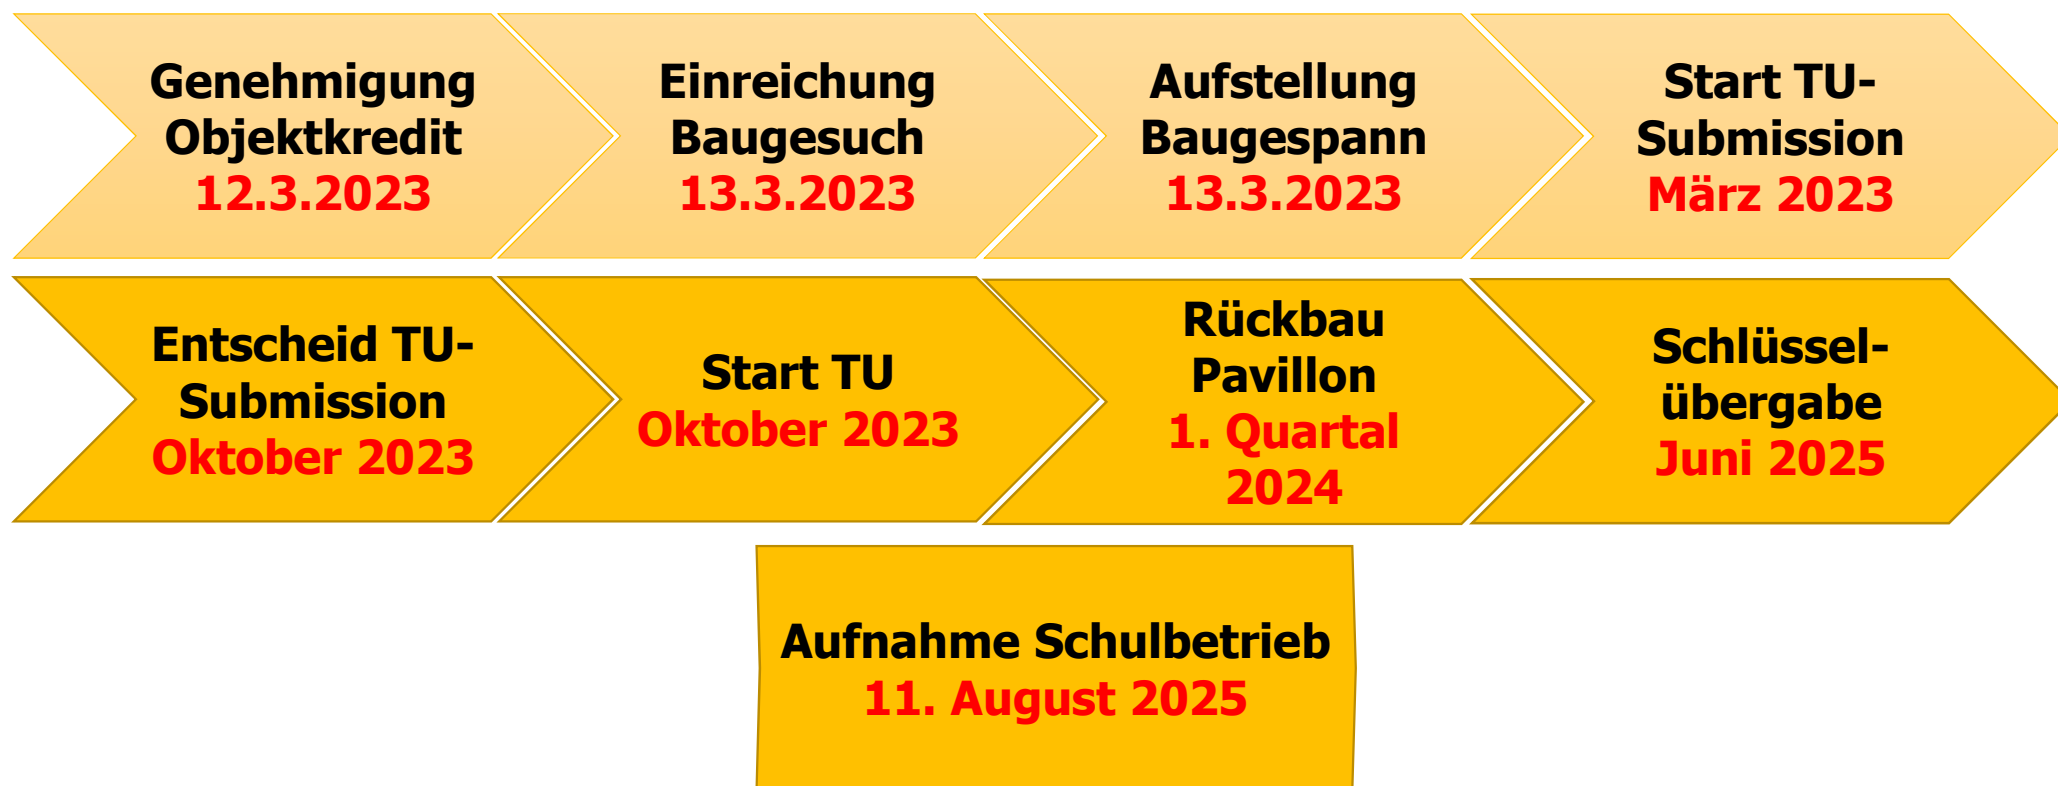 Genehmigung
Objektkredit
12.3.2023
Einreichung
Baugesuch
13.3.2023
Aufstellung
Baugespann
13.3.2023
Start TU-
Submission
März 2023
Entscheid TU-
Submission
Oktober 2023
Start TU
Oktober 2023
Rückbau
Pavillon
1. Quartal
2024
Schlüssel-
übergabe
Juni 2025
Aufnahme Schulbetrieb
11. August 2025